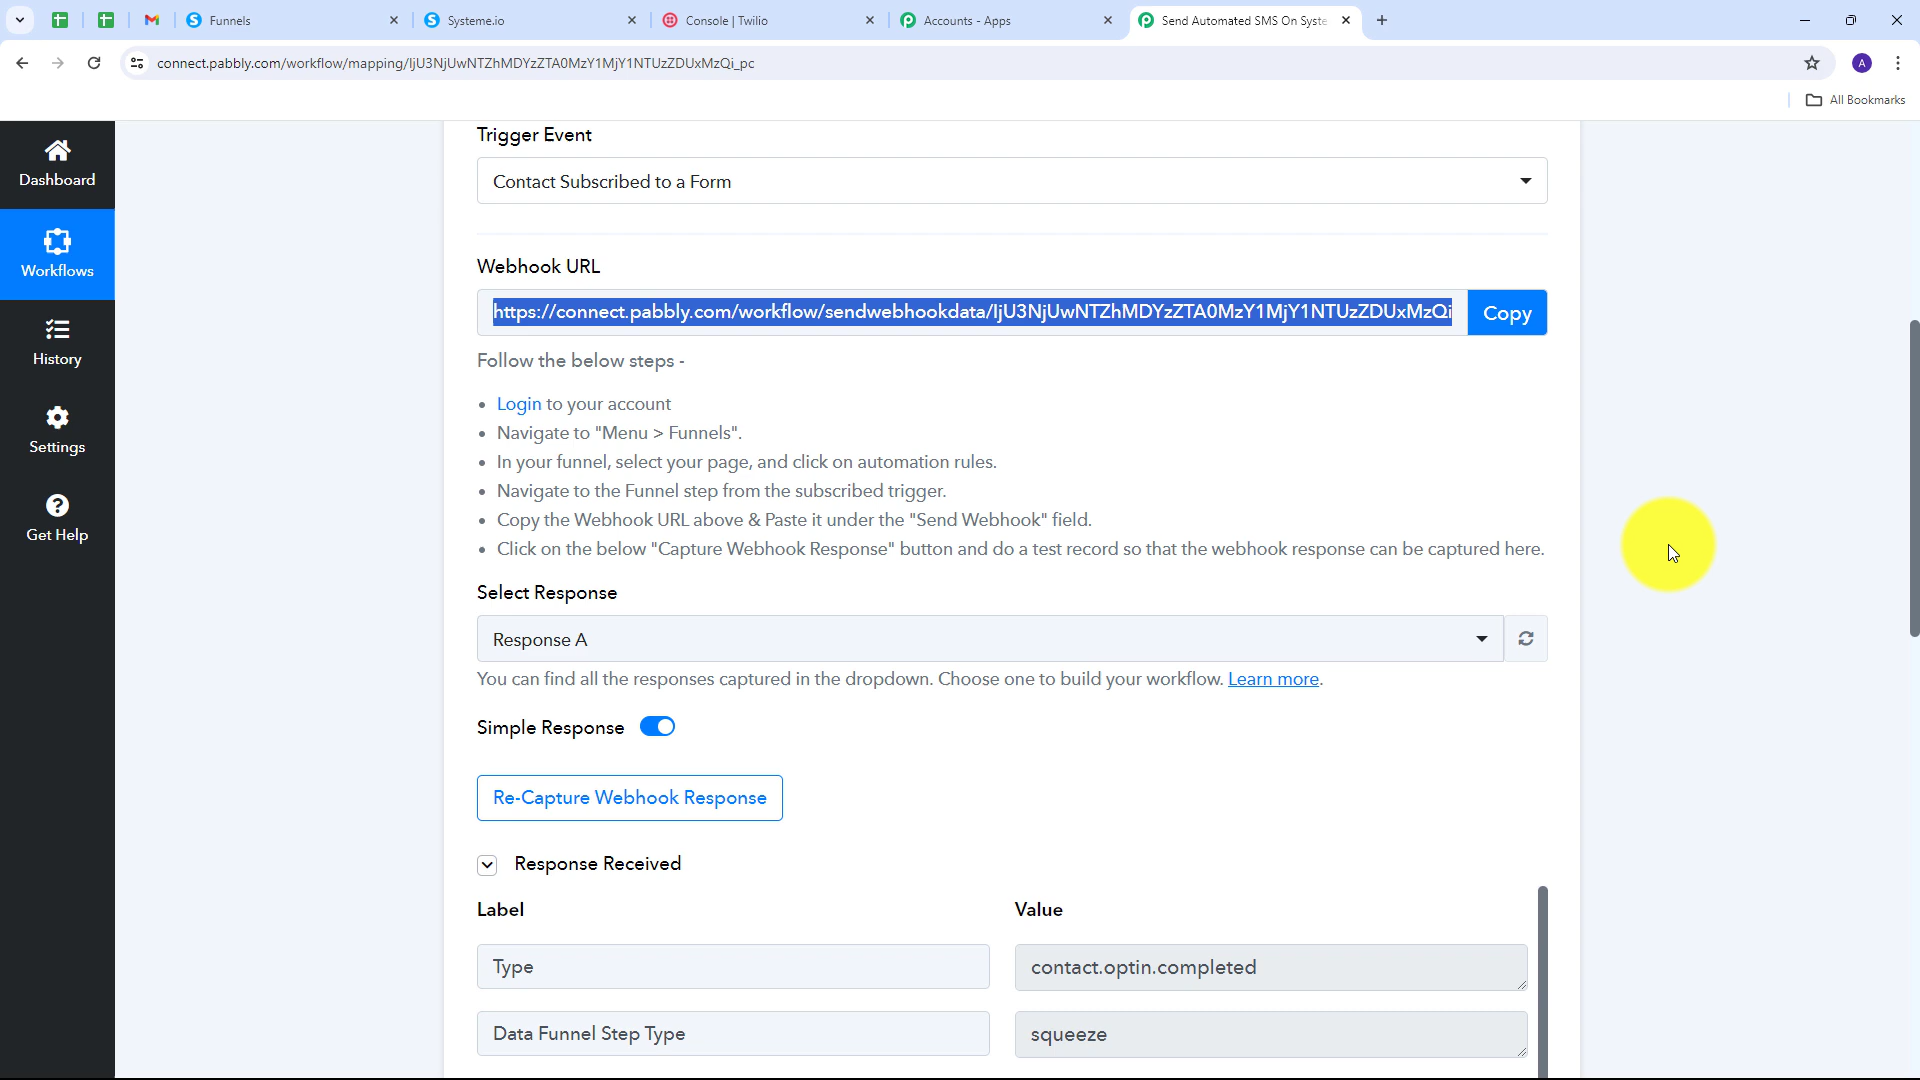 Funnels
Systeme.io
Console | Twilio
Accounts - Apps
Send Automated SMS On Syste
connect.pabbly.com/workflow/mapping/IjU3NjUwNTZhMDYzZTA0MzY1MjY1NTUzZDUxMzQi_pc
A
All Bookmarks
Dashboard
Workflows
History
Settings
Get Help
Trigger Event
Contact Subscribed to a Form
Webhook URL
https://connect.pabbly.com/workflow/sendwebhookdata/IjU3NjUwNTZhMDYzZTA0MzY1MjY1NTUzZDUxMzQi
Copy
Follow the below steps -
• Login to your account
• Navigate to "Menu > Funnels".
• In your funnel, select your page, and click on automation rules.
• Navigate to the Funnel step from the subscribed trigger.
• Copy the Webhook URL above & Paste it under the "Send Webhook" field.
• Click on the below "Capture Webhook Response" button and do a test record so that the webhook response can be captured here.
Select Response
Response A
You can find all the responses captured in the dropdown. Choose one to build your workflow. Learn more.
Simple Response
Re-Capture Webhook Response
Response Received
Label Value
Type contact.optin.completed
Data Funnel Step Type squeeze